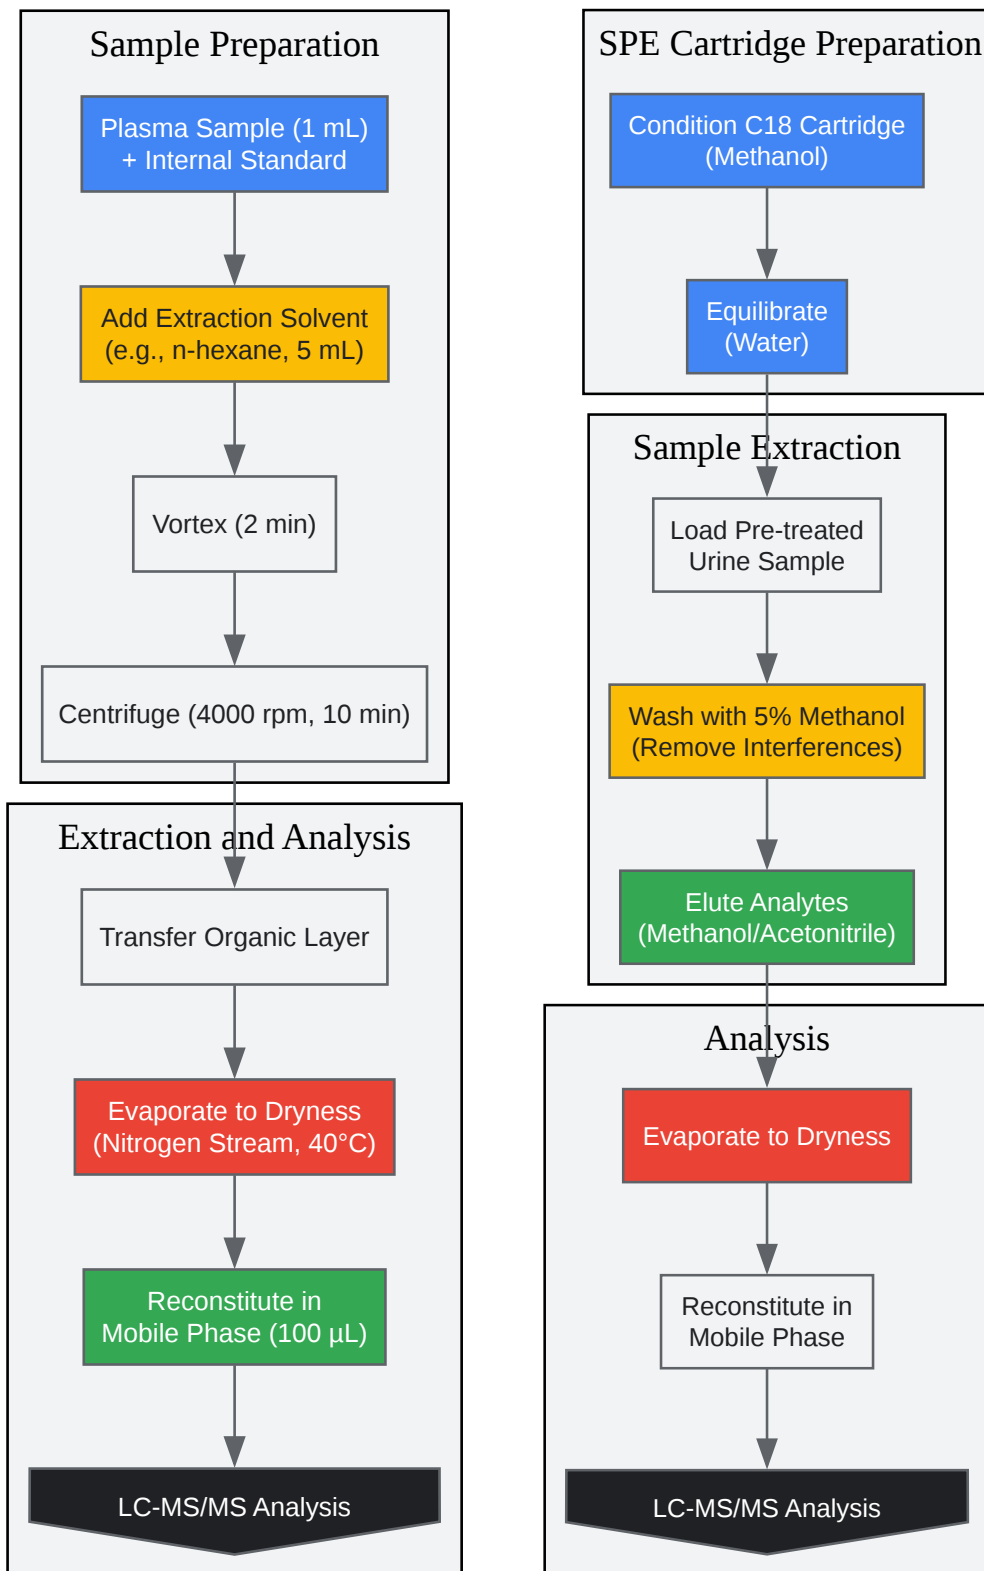 Sample Preparation
Plasma Sample (1 mL)
+ Internal Standard
Add Extraction Solvent
(e.g., n-hexane, 5 mL)
Vortex (2 min)
Centrifuge (4000 rpm, 10 min)
Extraction and Analysis
Transfer Organic Layer
Evaporate to Dryness
(Nitrogen Stream, 40°C)
Reconstitute in
Mobile Phase (100 µL)
LC-MS/MS Analysis
SPE Cartridge Preparation
Condition C18 Cartridge
(Methanol)
Equilibrate
(Water)
Sample Extraction
Load Pre-treated
Urine Sample
Wash with 5% Methanol
(Remove Interferences)
Elute Analytes
(Methanol/Acetonitrile)
Analysis
Evaporate to Dryness
Reconstitute in
Mobile Phase
LC-MS/MS Analysis